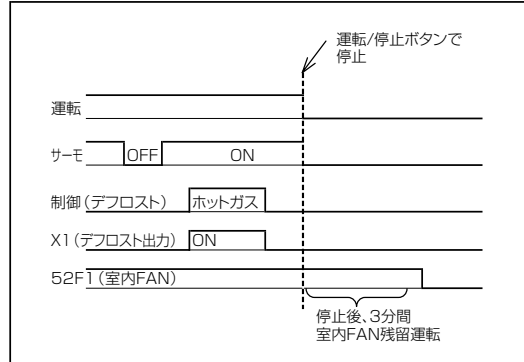 運転/停止ボタンで
停止
運転
サーモ
OFF
ON
制御(デフロスト)
ホットガス
X1(デフロスト出力)
ON
52F1(室内FAN)
停止後、3分間
室内FAN残留運転